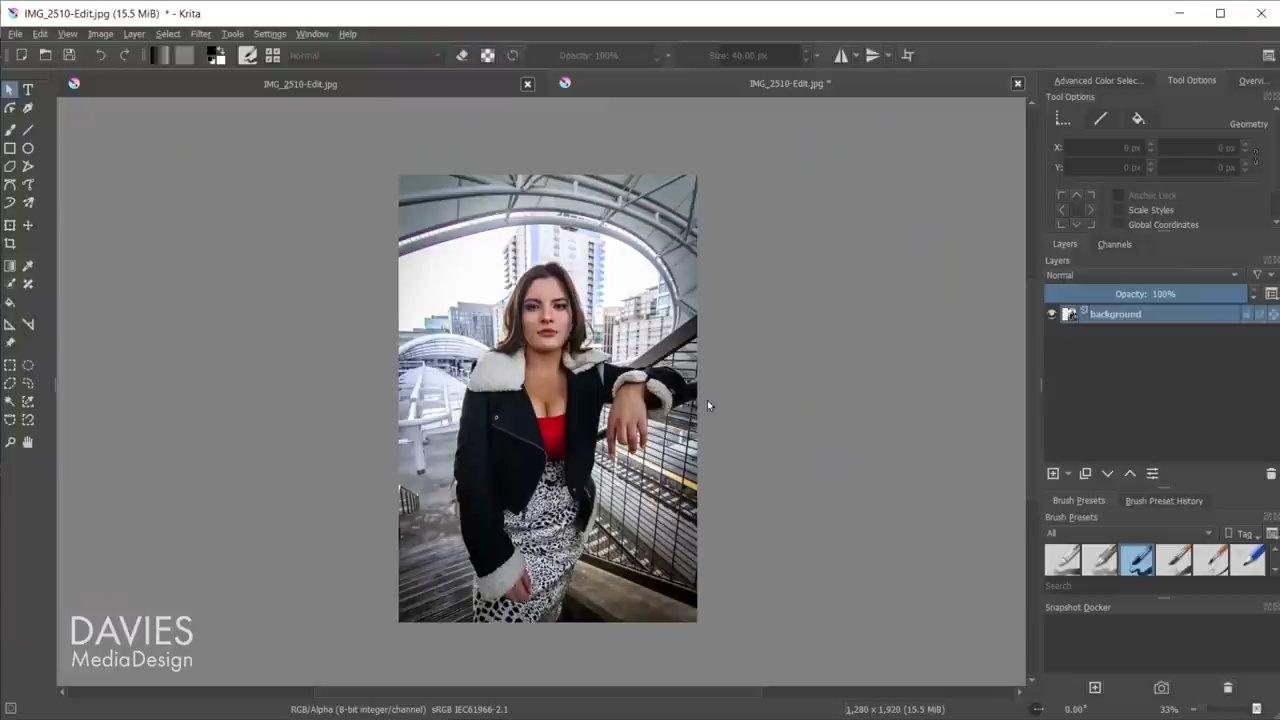 IMG_2510-Edit.jpg (15.5 MiB) * - Krita
File Edit View Image Layer Select Filter Tools Settings Window Help
Normal Opacity: 100% Size: 40.00 px
IMG_2510-Edit.jpg IMG_2510-Edit.jpg *
Advanced Color Selec... Tool Options Overvi...
Tool Options
Geometry
X: 0 px 0 px
Y: 0 px 0 px
Anchor Lock
Scale Styles
Global Coordinates
Layers Channels
Layers
Normal
Opacity: 100%
background
Brush Presets Brush Preset History
Brush Presets
All Tag
Search
Snapshot Docker
DAVIES
MediaDesign
RGB/Alpha (8-bit integer/channel) sRGB IEC61966-2.1 1,280 x 1,920 (15.5 MiB) 0.00° 33%